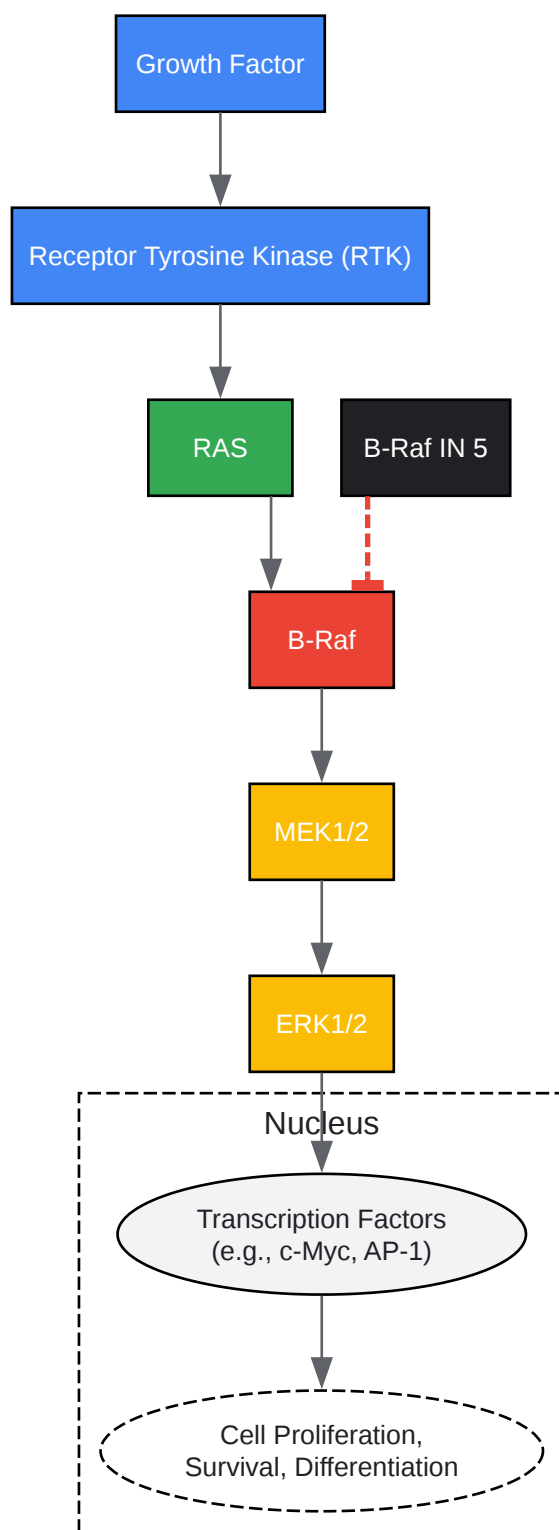 Growth Factor
Receptor Tyrosine Kinase (RTK)
RAS
B-Raf IN 5
B-Raf
MEK1/2
ERK1/2
Nucleus
Transcription Factors
(e.g., c-Myc, AP-1)
Cell Proliferation,
Survival, Differentiation